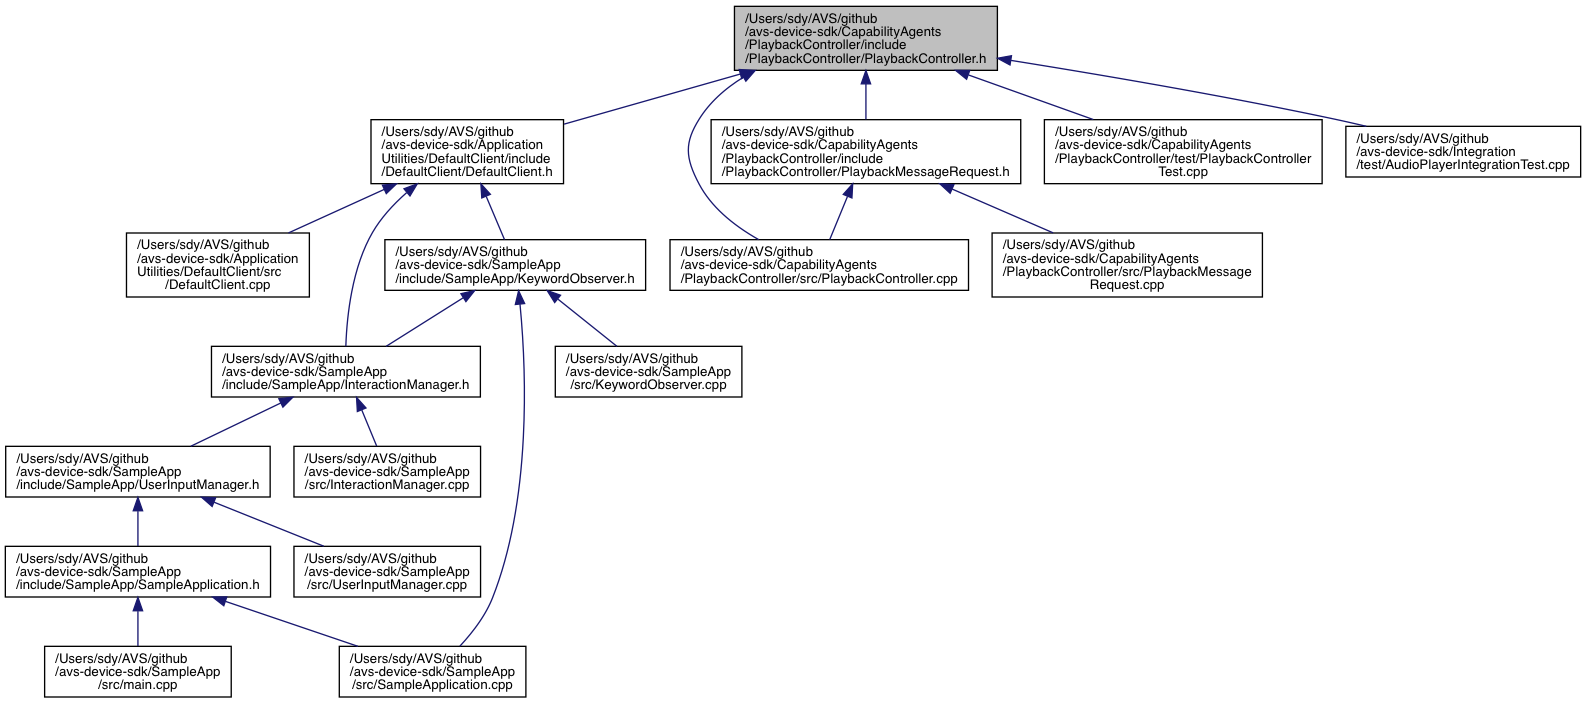 /Users/sdy/AVS/github
/avs-device-sdk/CapabilityAgents
/PlaybackController/include
/PlaybackController/PlaybackController.h
/Users/sdy/AVS/github
/avs-device-sdk/Application
Utilities/DefaultClient/include
/DefaultClient/DefaultClient.h
/Users/sdy/AVS/github
/avs-device-sdk/CapabilityAgents
/PlaybackController/include
/PlaybackController/PlaybackMessageRequest.h
/Users/sdy/AVS/github
/avs-device-sdk/CapabilityAgents
/PlaybackController/test/PlaybackController
Test.cpp
/Users/sdy/AVS/github
/avs-device-sdk/Integration
/test/AudioPlayerIntegrationTest.cpp
/Users/sdy/AVS/github
/avs-device-sdk/Application
Utilities/DefaultClient/src
/DefaultClient.cpp
/Users/sdy/AVS/github
/avs-device-sdk/SampleApp
/include/SampleApp/KeywordObserver.h
/Users/sdy/AVS/github
/avs-device-sdk/CapabilityAgents
/PlaybackController/src/PlaybackController.cpp
/Users/sdy/AVS/github
/avs-device-sdk/CapabilityAgents
/PlaybackController/src/PlaybackMessage
Request.cpp
/Users/sdy/AVS/github
/avs-device-sdk/SampleApp
/include/SampleApp/InteractionManager.h
/Users/sdy/AVS/github
/avs-device-sdk/SampleApp
/src/KeywordObserver.cpp
/Users/sdy/AVS/github
/avs-device-sdk/SampleApp
/include/SampleApp/UserInputManager.h
/Users/sdy/AVS/github
/avs-device-sdk/SampleApp
/src/InteractionManager.cpp
/Users/sdy/AVS/github
/avs-device-sdk/SampleApp
/include/SampleApp/SampleApplication.h
/Users/sdy/AVS/github
/avs-device-sdk/SampleApp
/src/UserInputManager.cpp
/Users/sdy/AVS/github
/avs-device-sdk/SampleApp
/src/main.cpp
/Users/sdy/AVS/github
/avs-device-sdk/SampleApp
/src/SampleApplication.cpp